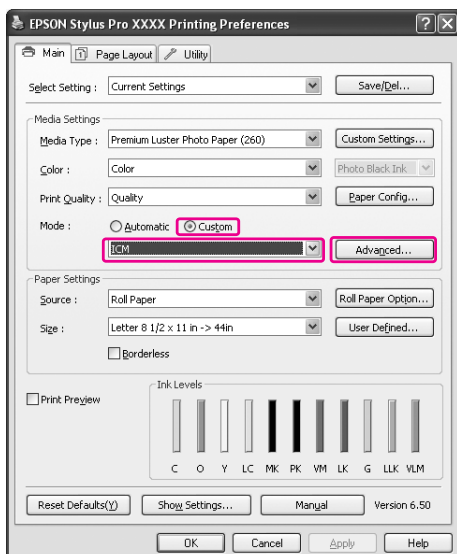 EPSON Stylus Pro XXXX Printing Preferences
Main Page Layout Utility
Select Setting : Current Settings Save/Del...
Media Settings
Media Type : Premium Luster Photo Paper (260) Custom Settings...
Color : Color Photo Black Ink
Print Quality : Quality Paper Config...
Mode : Automatic Custom
ICM Advanced...
Paper Settings
Source : Roll Paper Roll Paper Option...
Size : Letter 8 1/2 x 11 in -> 44in User Defined...
Borderless
Print Preview Ink Levels
C O Y LC MK PK VM LK G LLK VLM
Reset Defaults(Y) Show Settings... Manual Version 6.50
OK Cancel Apply Help